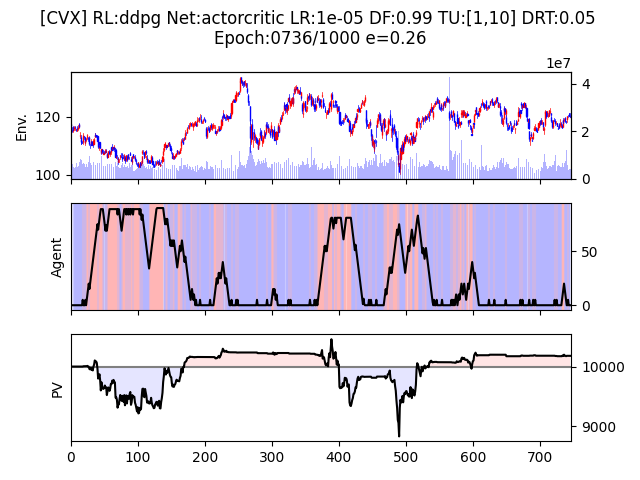 [CVX] RL:ddpg Net:actorcritic LR:1e-05 DF:0.99 TU:[1,10] DRT:0.05
Epoch:0736/1000 e=0.26
1e7
Env.
120
100
4
2
0
Agent
50
0
PV
10000
9000
0
100
200
300
400
500
600
700